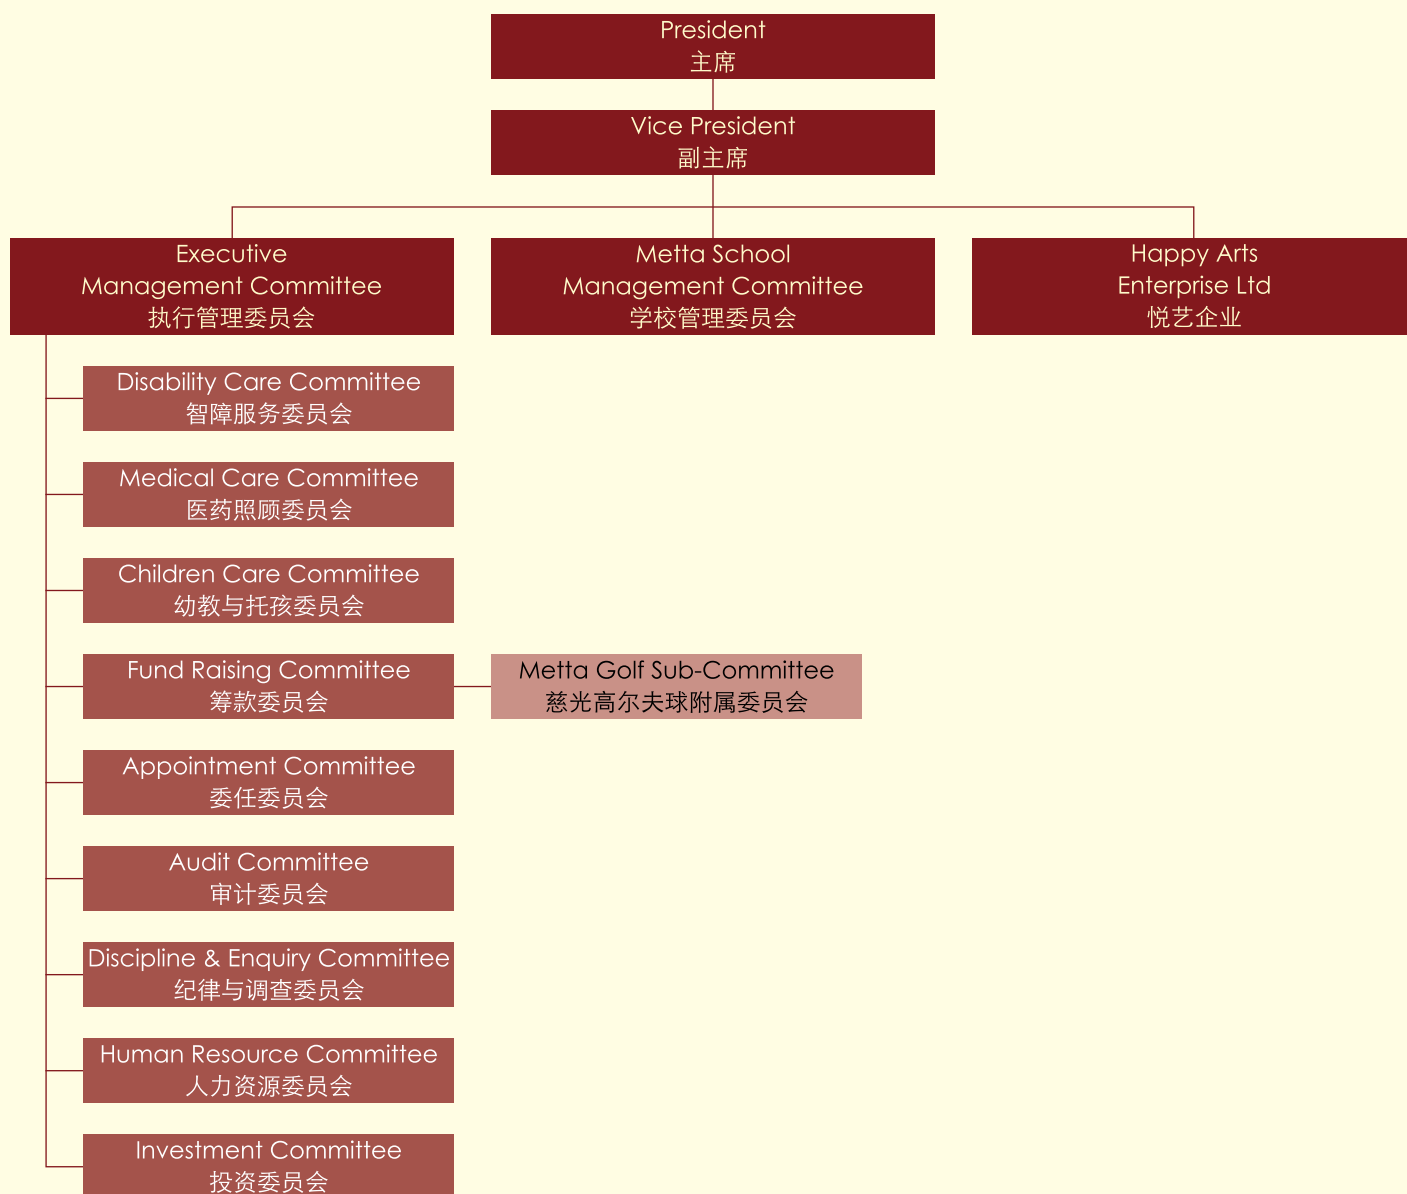 President
主席
Vice President
副主席
Executive
Management Committee
执行管理委员会
Metta School
Management Committee
学校管理委员会
Happy Arts
Enterprise Ltd
悦艺企业
Disability Care Committee
智障服务委员会
Medical Care Committee
医药照顾委员会
Children Care Committee
幼教与托孩委员会
Fund Raising Committee
筹款委员会
Metta Golf Sub-Committee
慈光高尔夫球附属委员会
Appointment Committee
委任委员会
Audit Committee
审计委员会
Discipline & Enquiry Committee
纪律与调查委员会
Human Resource Committee
人力资源委员会
Investment Committee
投资委员会